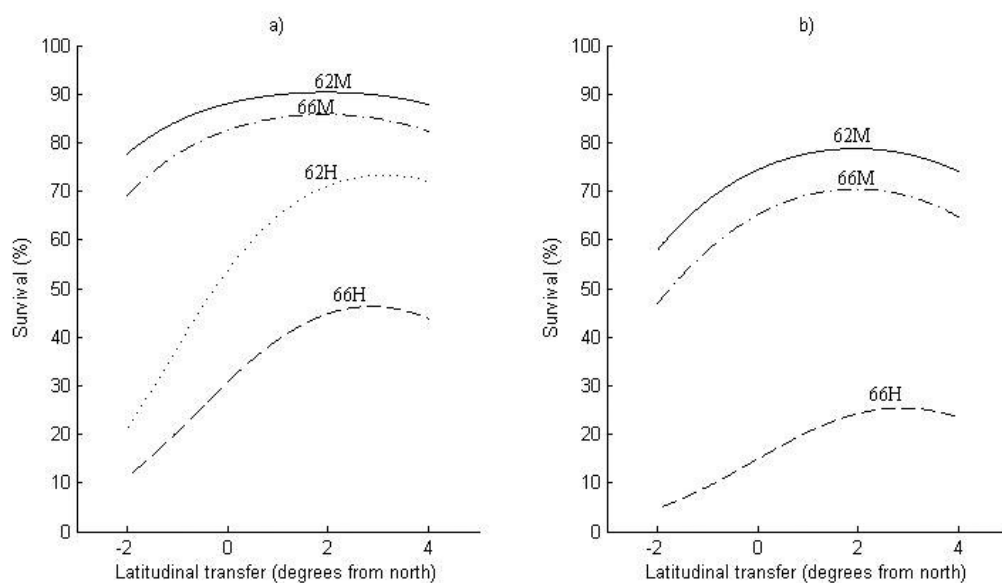 a)
100
90
80
70
60
50
40
30
20
10
0
Survival (%)
62M
66M
62H
66H
-2 0 2 4
Latitudinal transfer (degrees from north)
b)
100
90
80
70
60
50
40
30
20
10
0
Survival (%)
62M
66M
66H
-2 0 2 4
Latitudinal transfer (degrees from north)